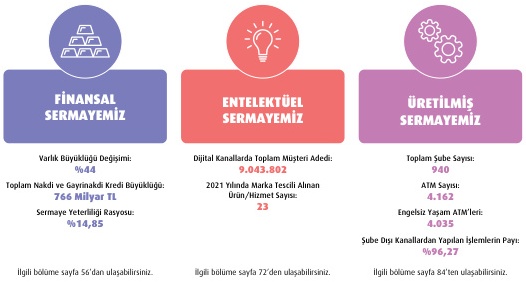 FİNANSAL
SERMAYEMİZ
Varlık Büyüklüğü Değişimi:
%44
Toplam Nakdi ve Gayrinakdi Kredi Büyüklüğü:
766 Milyar TL
Sermaye Yeterliliği Rasyosu:
%14,85
İlgili bölüme sayfa 56'dan ulaşabilirsiniz.
ENTELEKTÜEL
SERMAYEMİZ
Dijital Kanallarda Toplam Müşteri Adedi:
9.043.802
2021 Yılında Marka Tescili Alınan
Ürün/Hizmet Sayısı:
23
İlgili bölüme sayfa 72'den ulaşabilirsiniz.
ÜRETİLMİŞ
SERMAYEMİZ
Toplam Şube Sayısı:
940
ATM Sayısı:
4.162
Engelsiz Yaşam ATM'leri:
4.035
Şube Dışı Kanallardan Yapılan İşlemlerin Payı:
%96,27
İlgili bölüme sayfa 84'ten ulaşabilirsiniz.